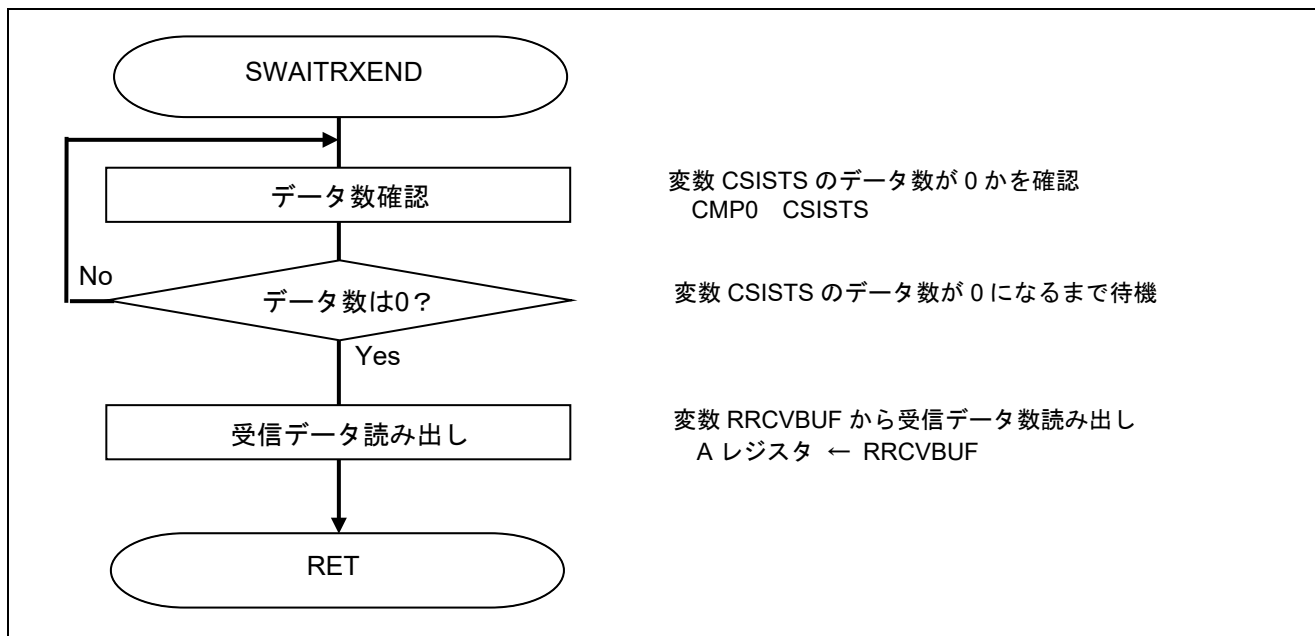 SWAITRXEND
データ数確認
変数 CSISTS のデータ数が 0 かを確認
CMP0 CSISTS
No
データ数は0？
変数 CSISTS のデータ数が 0 になるまで待機
Yes
受信データ読み出し
変数 RRCVBUF から受信データ数読み出し
A レジスタ ← RRCVBUF
RET